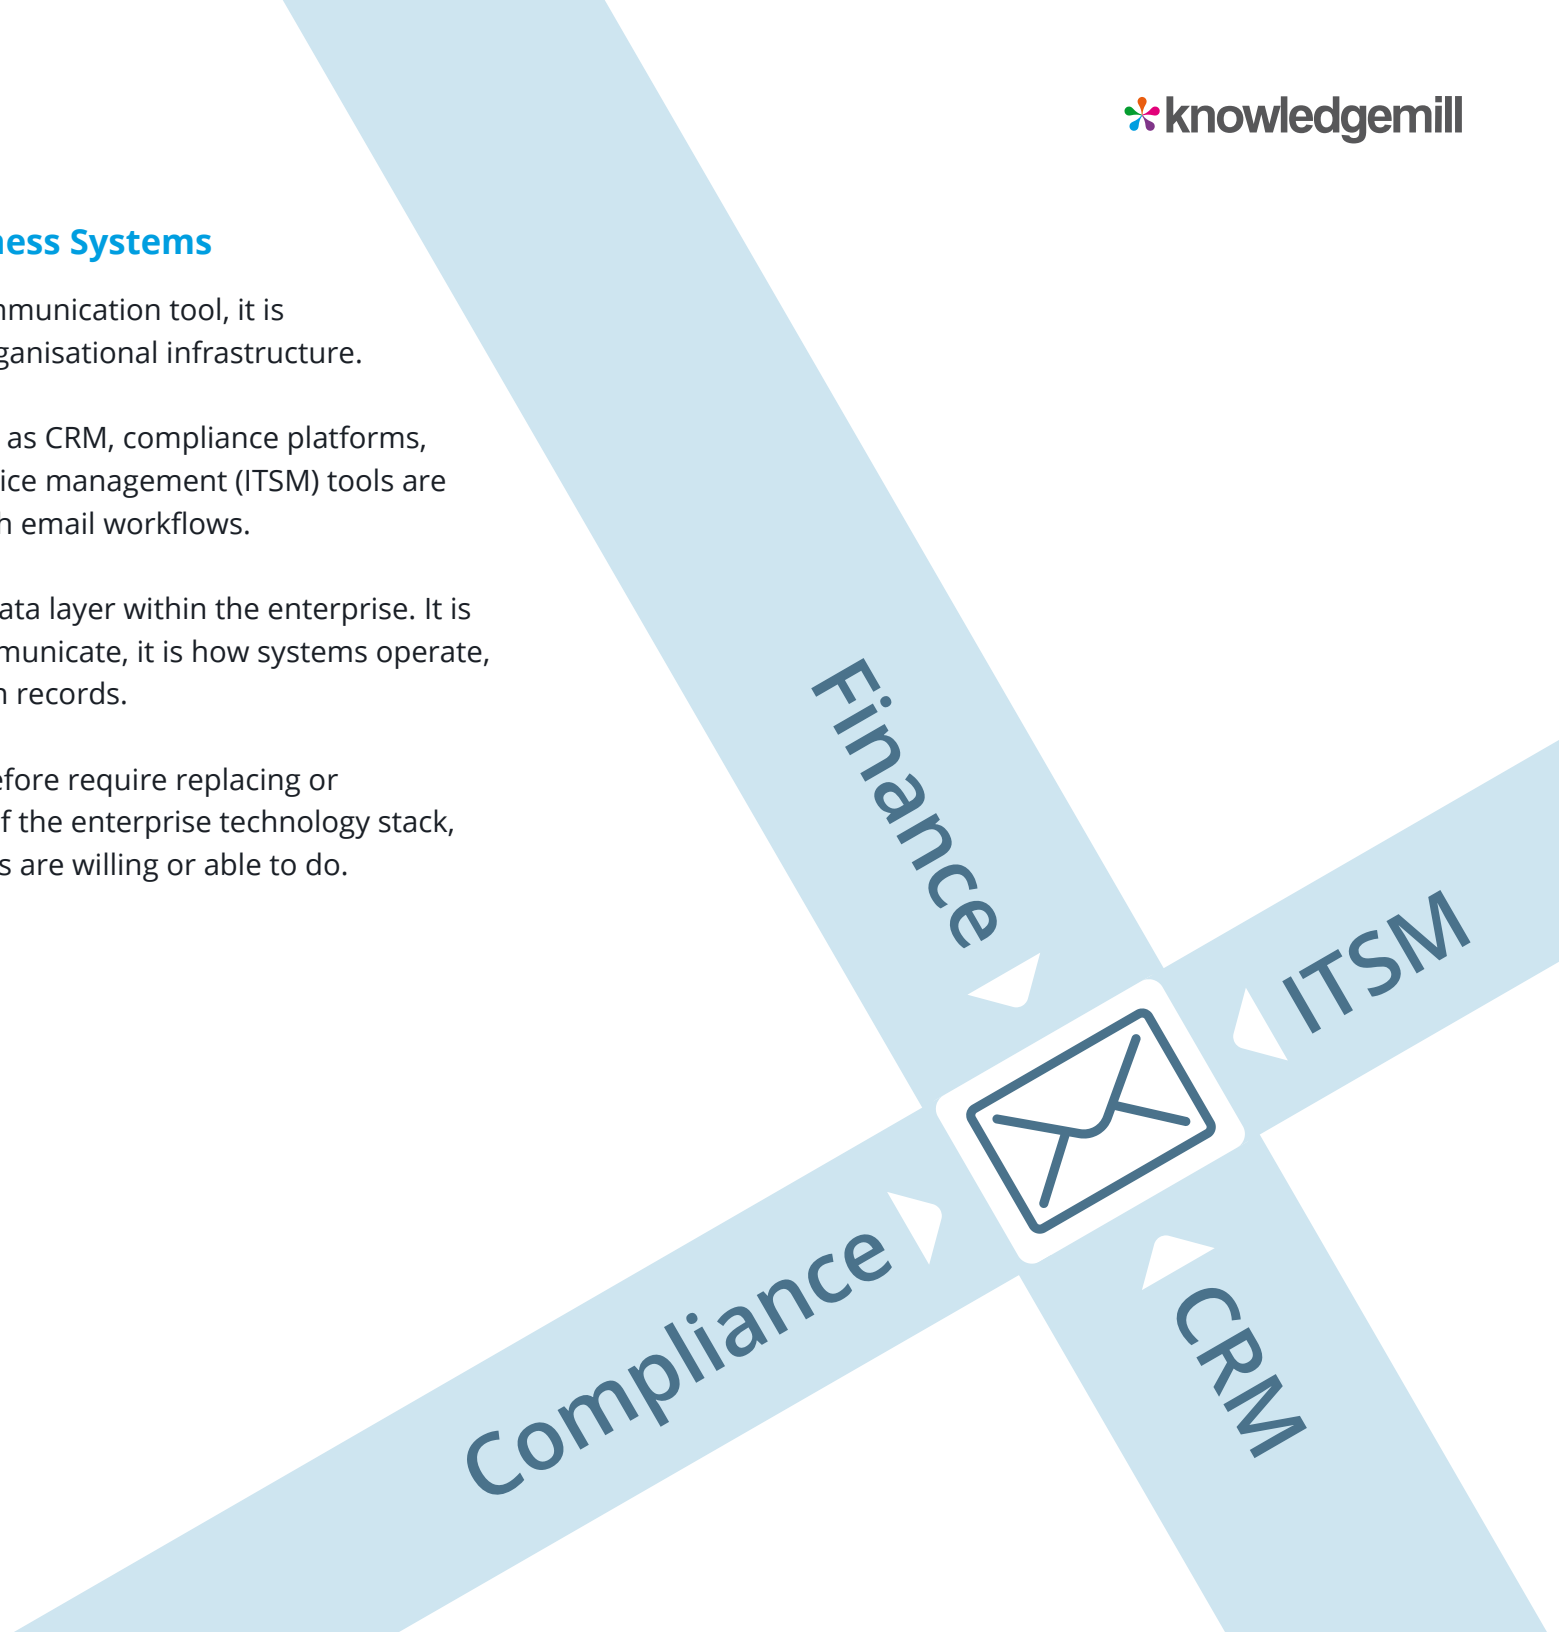 knowledgemill
ness Systems
mmunication tool, it is
ganisational infrastructure.
as CRM, compliance platforms,
ice management (ITSM) tools are
h email workflows.
ata layer within the enterprise. It is
municate, it is how systems operate,
n records.
efore require replacing or
f the enterprise technology stack,
s are willing or able to do.
Finance
ITSM
Compliance
CRM